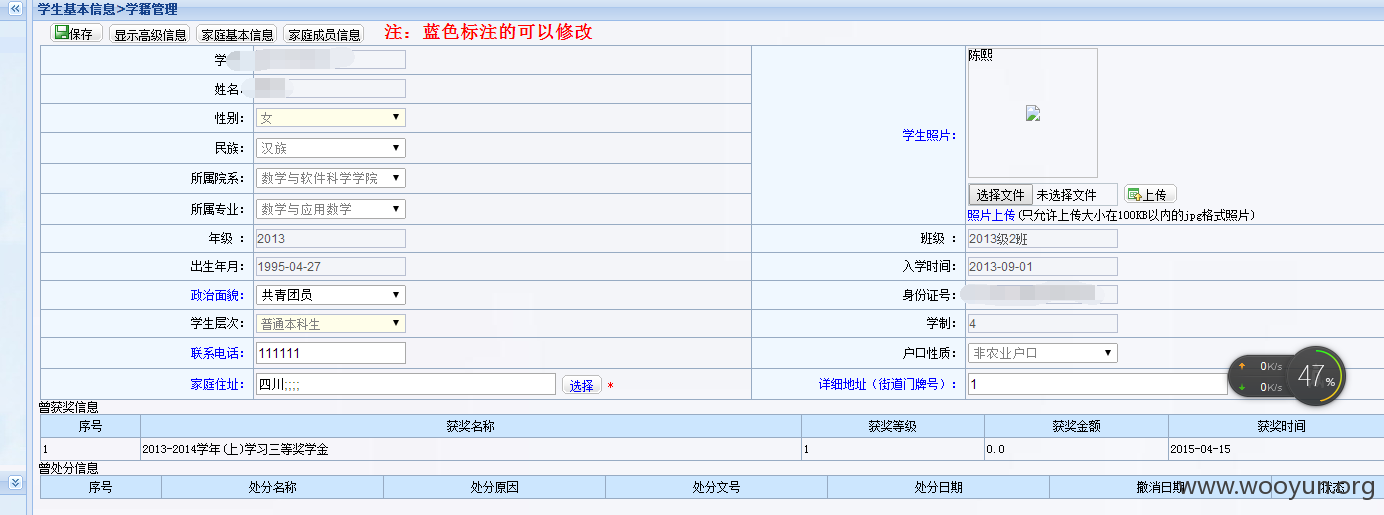 学生基本信息>学籍管理
保存 显示高级信息 家庭基本信息 家庭成员信息 注：蓝色标注的可以修改
学
姓名
性别： 女
民族： 汉族
所属院系： 数学与软件科学学院
所属专业： 数学与应用数学
学生照片：
陈熙
选择文件 未选择文件 上传
照片上传(只允许上传大小在100KB以内的jpg格式照片)
年级 ： 2013 班级 ： 2013级2班
出生年月： 1995-04-27 入学时间： 2013-09-01
政治面貌： 共青团员 身份证号：
学生层次： 普通本科生 学制： 4
联系电话： 111111 户口性质： 非农业户口
家庭住址： 四川;;;; 选择 * 详细地址（街道门牌号）： 1
0K/s
0K/s
47%
曾获奖信息
序号 获奖名称 获奖等级 获奖金额 获奖时间
1 2013-2014学年(上)学习三等奖学金 1 0.0 2015-04-15
曾处分信息
序号 处分名称 处分原因 处分文号 处分日期 撤消日期
www.wooyun.org